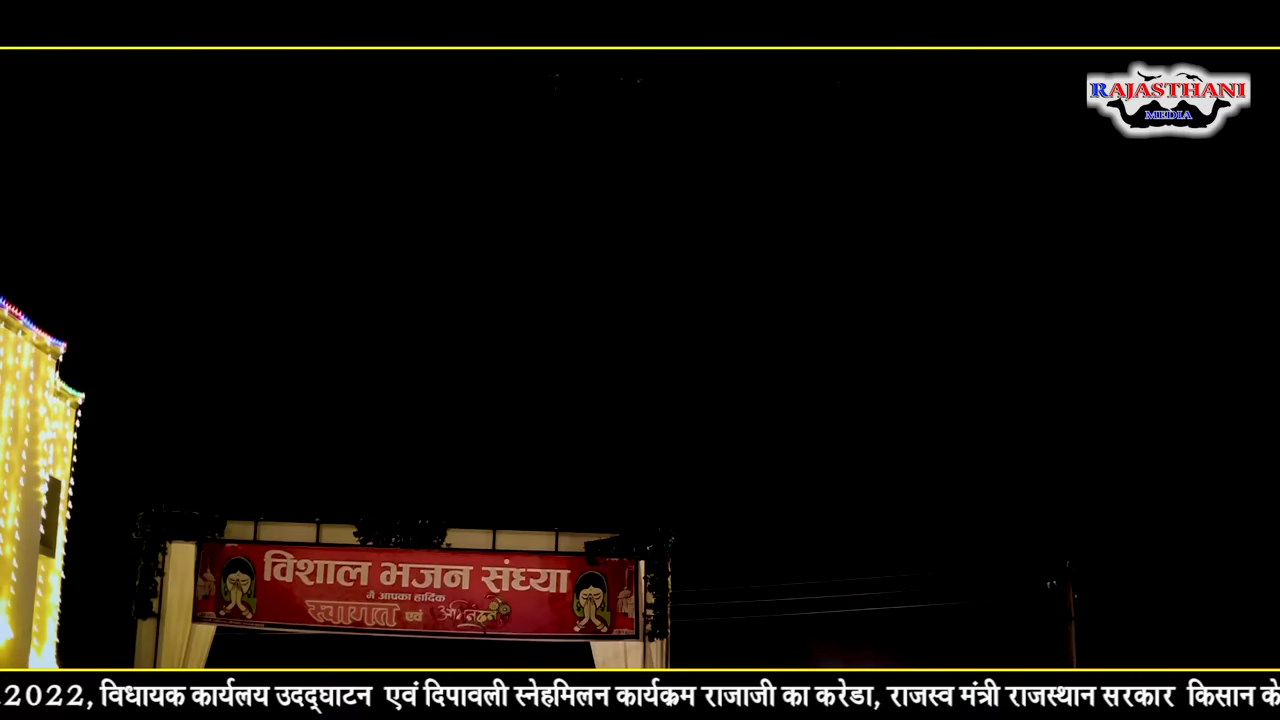 RAJASTHANI
MEDIA
विशाल भजन संध्या
मै आपका हार्दिक
स्वागत एवं अभिनंदन
.2022, विधायक कार्यलय उदद्घाटन एवं दिपावली स्नेहमिलन कार्यक्रम राजाजी का करेडा, राजस्व मंत्री राजस्थान सरकार किसान के